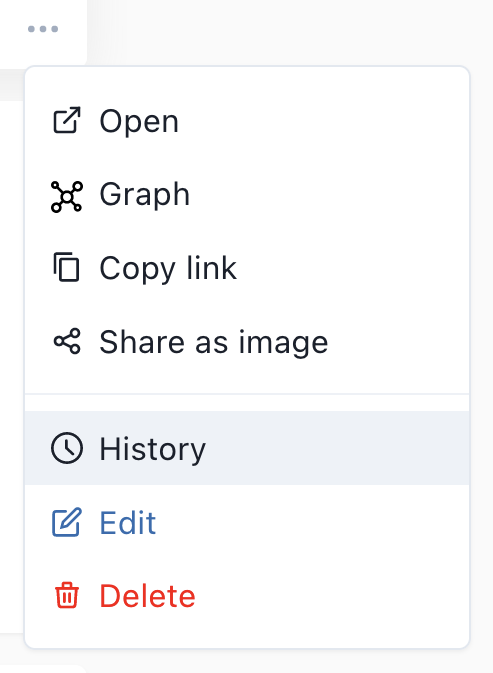 Open
Graph
Copy link
Share as image
History
Edit
Delete